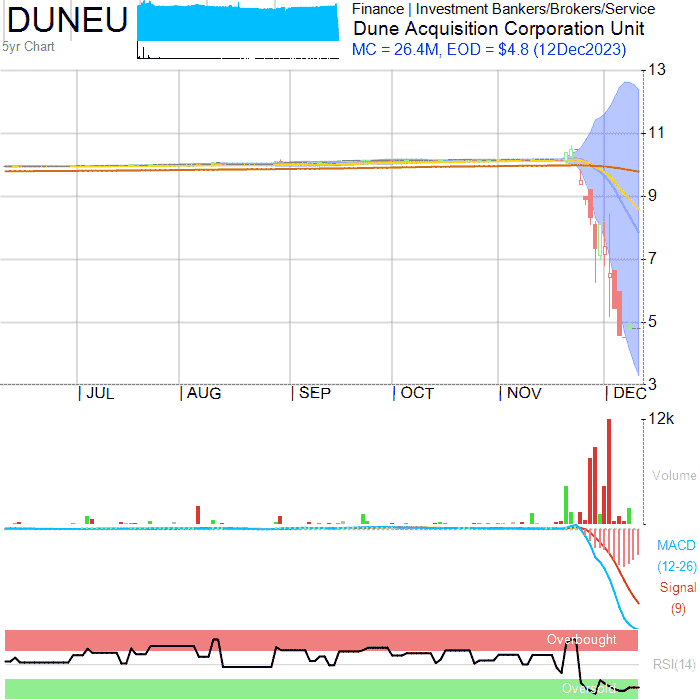 DUNEU
5yr Chart
Finance | Investment Bankers/Brokers/Service
Dune Acquisition Corporation Unit
MC = 26.4M, EOD = $4.8 (12Dec2023)
13
11
9
7
5
3
| JUL | AUG | SEP | OCT | NOV | DEC
12k
Volume
MACD
(12-26)
Signal
(9)
Overbought
RSI(14)
Oversold